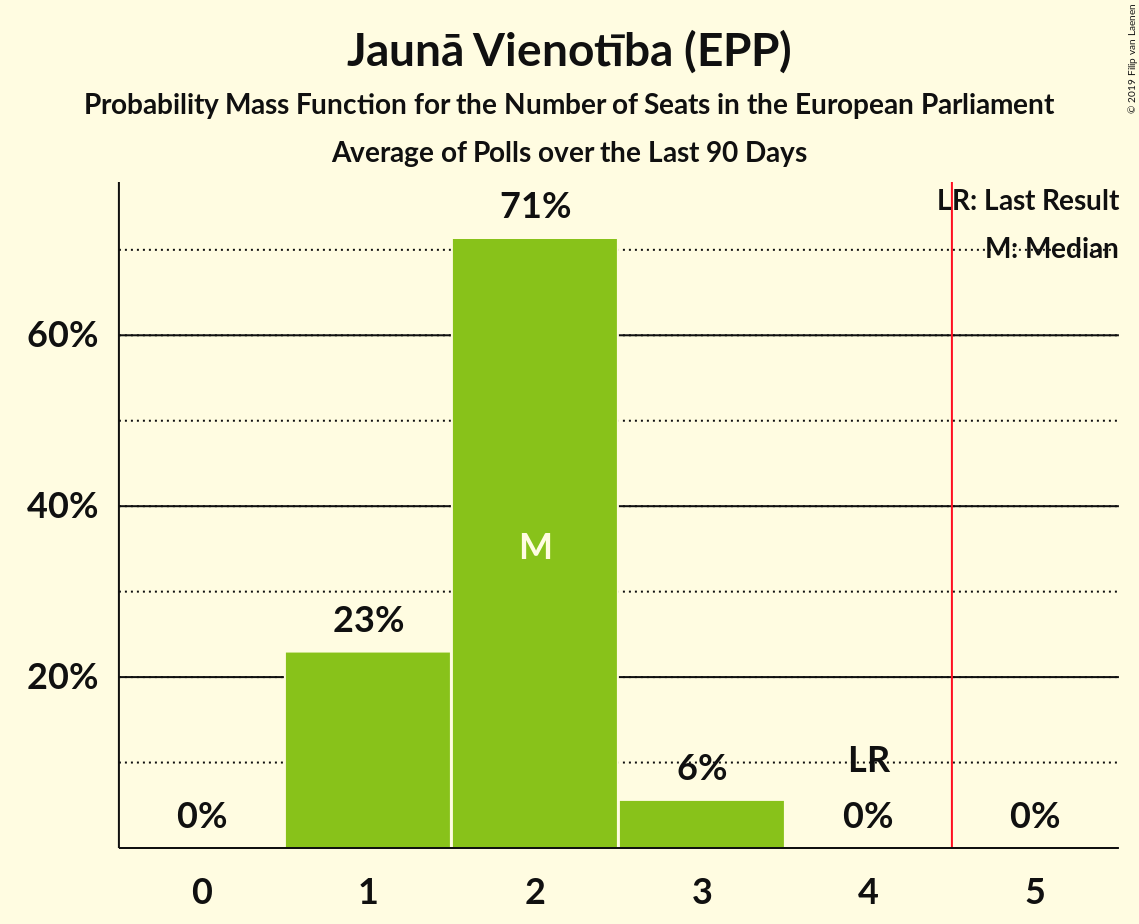 Jaunā Vienotība (EPP)
Probability Mass Function for the Number of Seats in the European Parliament
Average of Polls over the Last 90 Days
© 2019 Filip van Laenen
LR: Last Result
M: Median
71%
60%
40%
M
23%
20%
6%
LR
0%
0%
0%
0 1 2 3 4 5